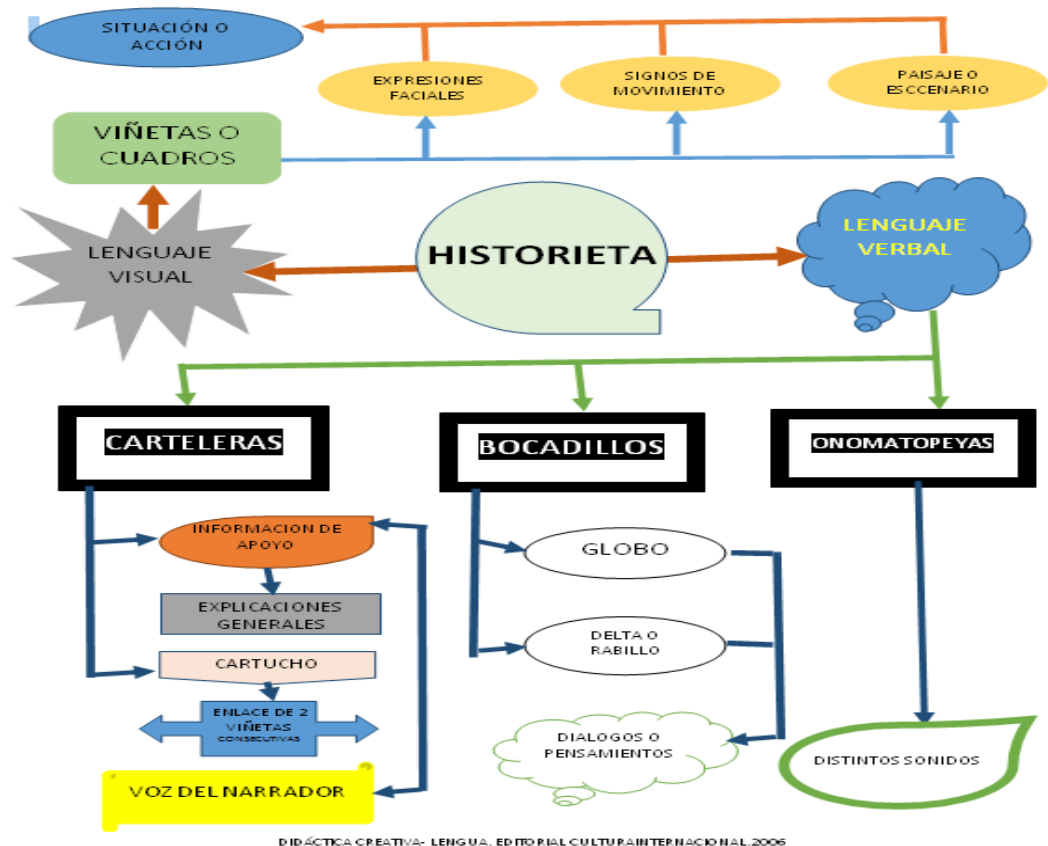 SITUACIÓN O
ACCIÓN
EXPRESIONES
FACIALES
SIGNOS DE
MOVIMIENTO
PAISAJE O
ESCCENARIO
VIÑETAS O
CUADROS
LENGUAJE
VISUAL
HISTORIETA
LENGUAJE
VERBAL
CARTELERAS
BOCADILLOS
ONOMATOPEYAS
INFORMACION DE
APOYO
EXPLICACIONES
GENERALES
CARTUCHO
ENLACE DE 2
VIÑETAS
CONSECUTIVAS
VOZ DEL NARRADOR
GLOBO
DELTA O
RABILLO
DIALOGOS O
PENSAMIENTOS
DISTINTOS SONIDOS
DIDÁCTICA CREATIVA- LENGUA. EDITORIAL CULTURA INTERNACIONAL.2006